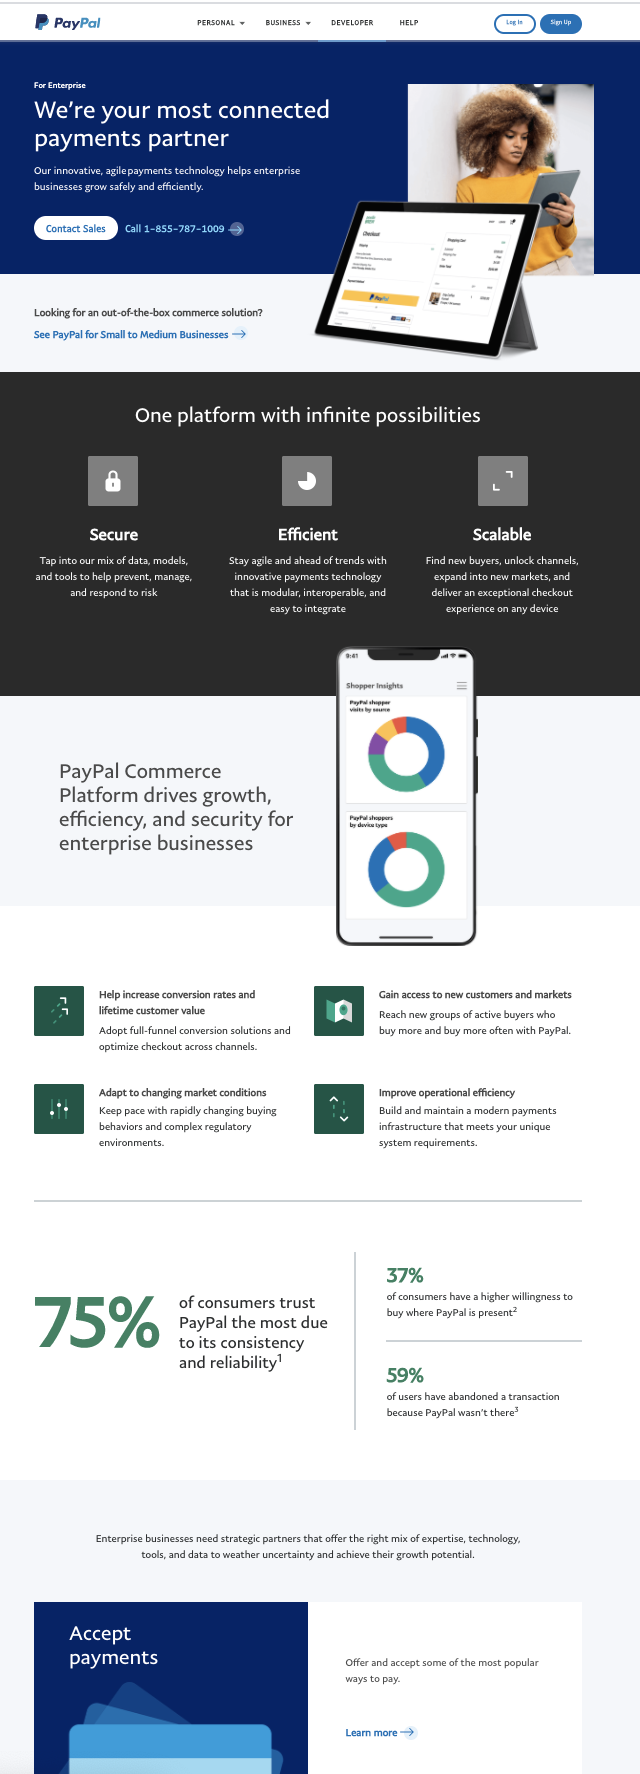 PayPal
PERSONAL
BUSINESS
DEVELOPER
HELP
Log In
Sign Up
For Enterprise
We're your most connected
payments partner
Our innovative, agile payments technology helps enterprise
businesses grow safely and efficiently.
Contact Sales
Call 1-855-787-1009
Checkout
Shopping Cart
PayPal
Looking for an out-of-the-box commerce solution?
See PayPal for Small to Medium Businesses
One platform with infinite possibilities
Secure
Tap into our mix of data, models,
and tools to help prevent, manage,
and respond to risk
Efficient
Stay agile and ahead of trends with
innovative payments technology
that is modular, interoperable, and
easy to integrate
Scalable
Find new buyers, unlock channels,
expand into new markets, and
deliver an exceptional checkout
experience on any device
9:41
Shopper Insights
PayPal shopper
visits by source
PayPal shoppers
by device type
PayPal Commerce
Platform drives growth,
efficiency, and security for
enterprise businesses
Help increase conversion rates and
lifetime customer value
Adopt full-funnel conversion solutions and
optimize checkout across channels.
Gain access to new customers and markets
Reach new groups of active buyers who
buy more and buy more often with PayPal.
Adapt to changing market conditions
Keep pace with rapidly changing buying
behaviors and complex regulatory
environments.
Improve operational efficiency
Build and maintain a modern payments
infrastructure that meets your unique
system requirements.
75%
of consumers trust
PayPal the most due
to its consistency
and reliability1
37%
of consumers have a higher willingness to
buy where PayPal is present2
59%
of users have abandoned a transaction
because PayPal wasn't there3
Enterprise businesses need strategic partners that offer the right mix of expertise, technology,
tools, and data to weather uncertainty and achieve their growth potential.
Accept
payments
Offer and accept some of the most popular
ways to pay.
Learn more